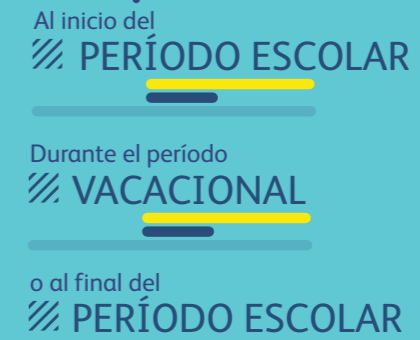 Al inicio del
PERÍODO ESCOLAR
Durante el período
VACACIONAL
o al final del
PERÍODO ESCOLAR